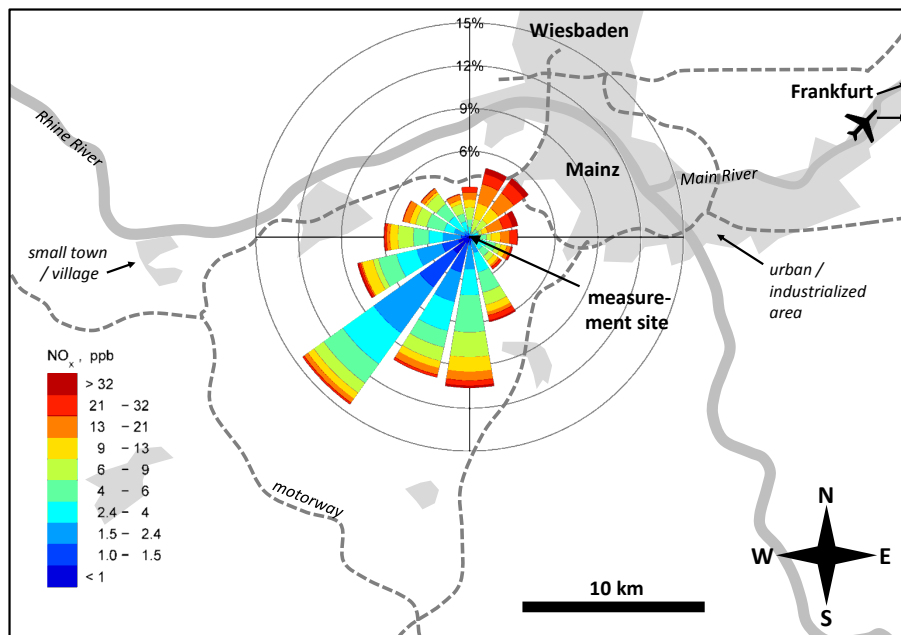 15%
Wiesbaden
12%
Frankfurt
9%
Rhine River
6%
Mainz
Main River
small town
/ village
urban /
industrialized
area
measure-
ment site
NOx, ppb
> 32
21 – 32
13 – 21
9 – 13
6 – 9
4 – 6
2.4 – 4
1.5 – 2.4
1.0 – 1.5
< 1
motorway
N
W
E
S
10 km